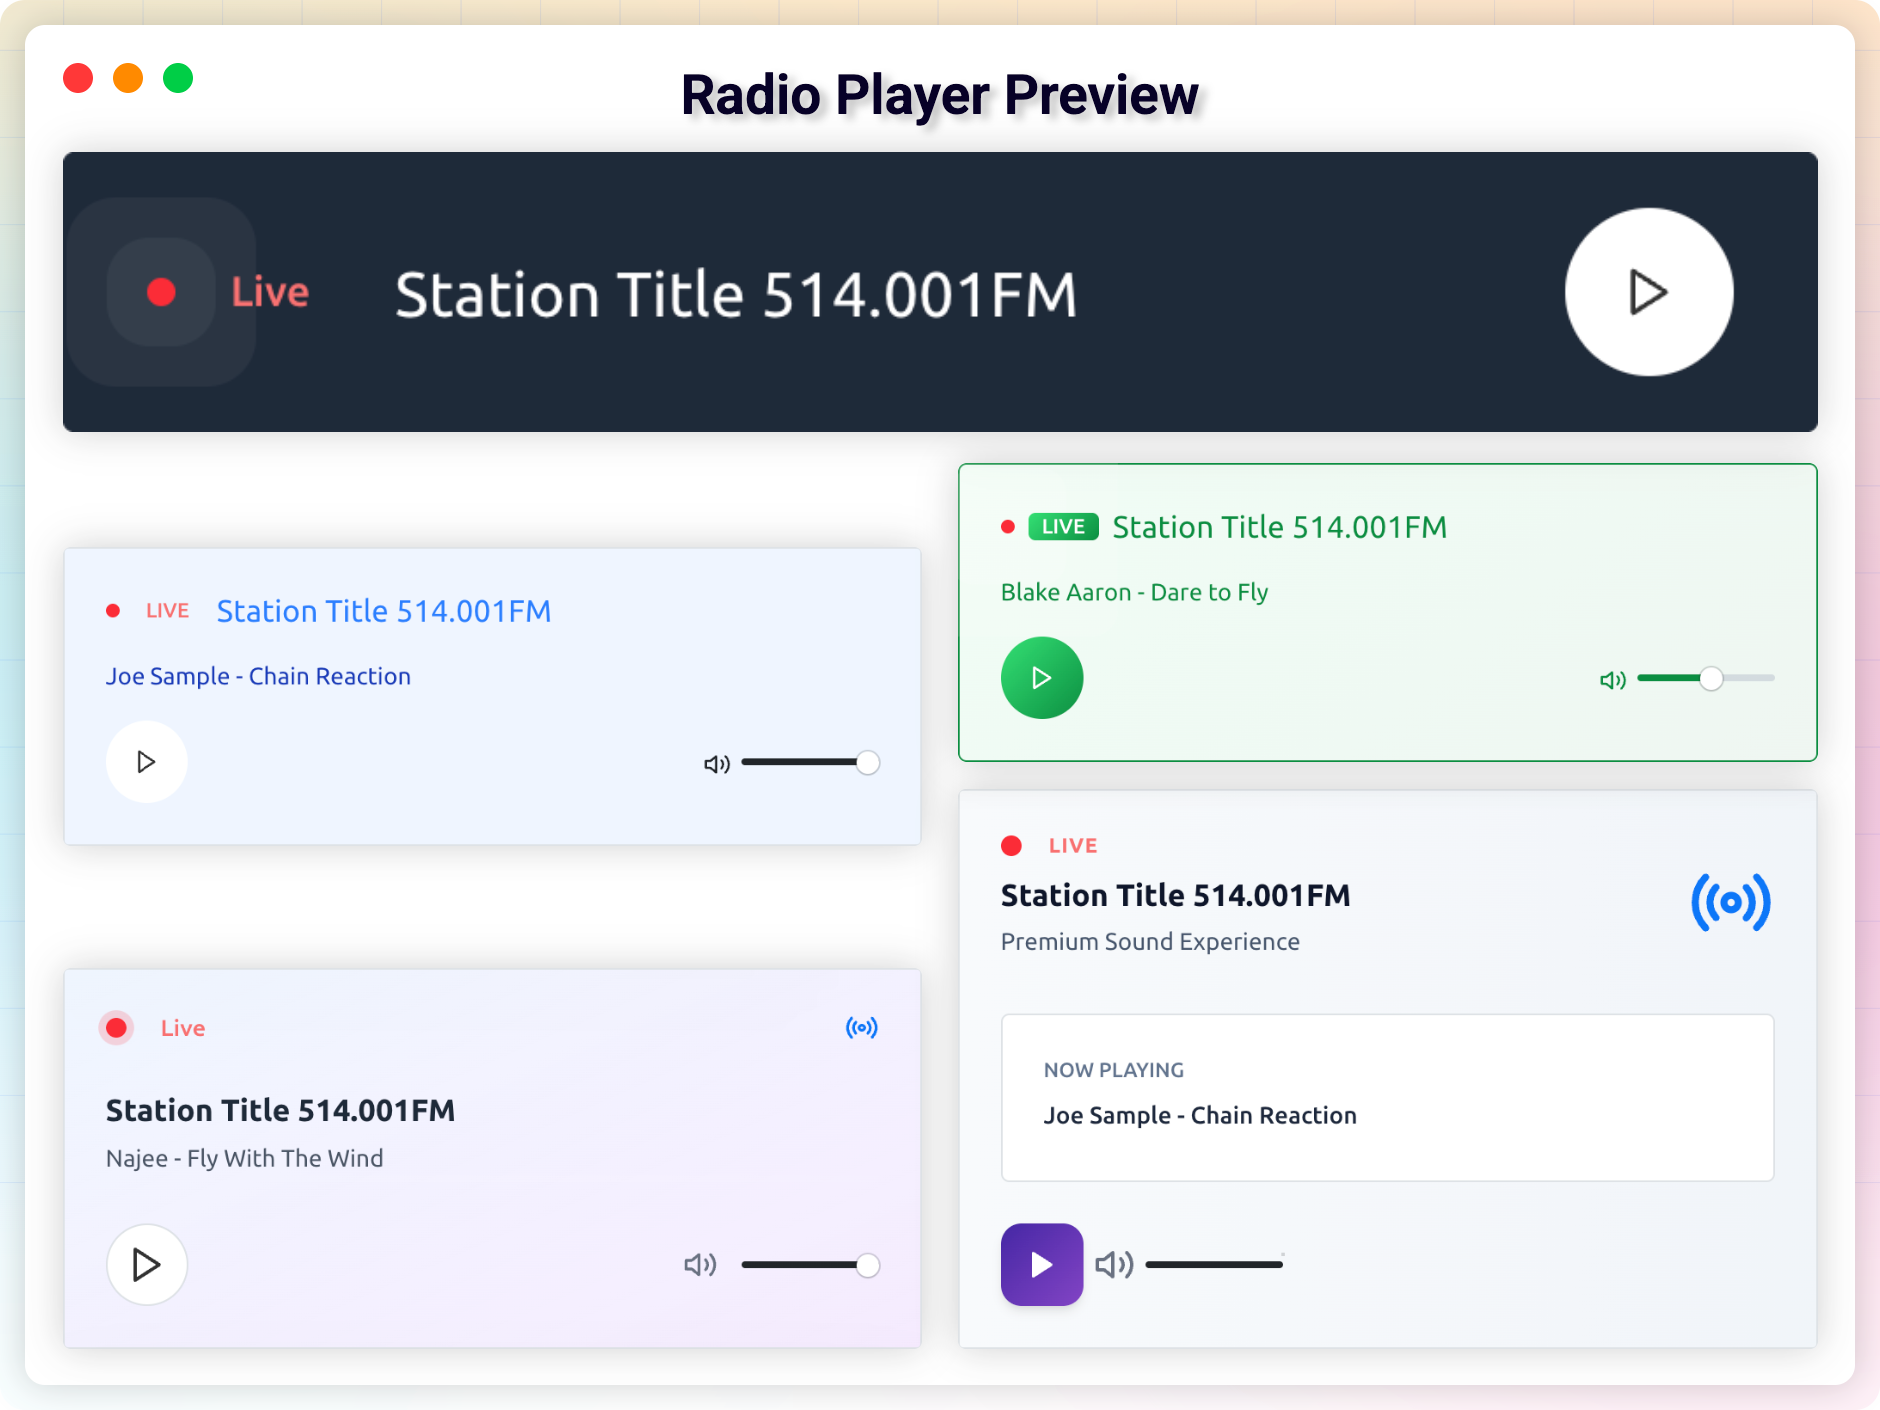 Radio Player Preview
Live Station Title 514.001FM
LIVE Station Title 514.001FM
Joe Sample - Chain Reaction
LIVE Station Title 514.001FM
Blake Aaron - Dare to Fly
Live
Station Title 514.001FM
Najee - Fly With The Wind
LIVE
Station Title 514.001FM
Premium Sound Experience
NOW PLAYING
Joe Sample - Chain Reaction